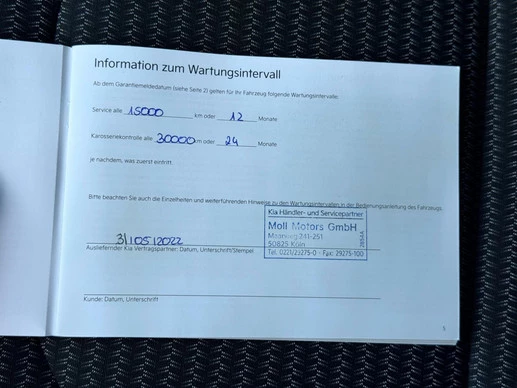 Information zum Wartungsintervall
Ab dem Garantiemeldedatum (siehe Seite 2) gelten für Ihr Fahrzeug folgende Wartungsintervalle:
Service alle 15000 km oder 12 Monate
Karosseriekontrolle alle 30000 m oder 24 Monate
je nachdem, was zuerst eintritt
Bitte beachten Sie auch die Einzelheiten und weiterführenden Hinweise zu den Wartungsintervallen in der Bedienungsanleitung des Fahrzeugs.
Kia Händler- und Servicepartner
Moll Motors GmbH
241-251
50825 Köln
Tel. 0221/29275-0 - Fax: 29275-100
31/05/2022
Ausliefernder Kia Vertragspartner: Datum, Unterschrift/Stempel
Kunde: Datum, Unterschrift
5